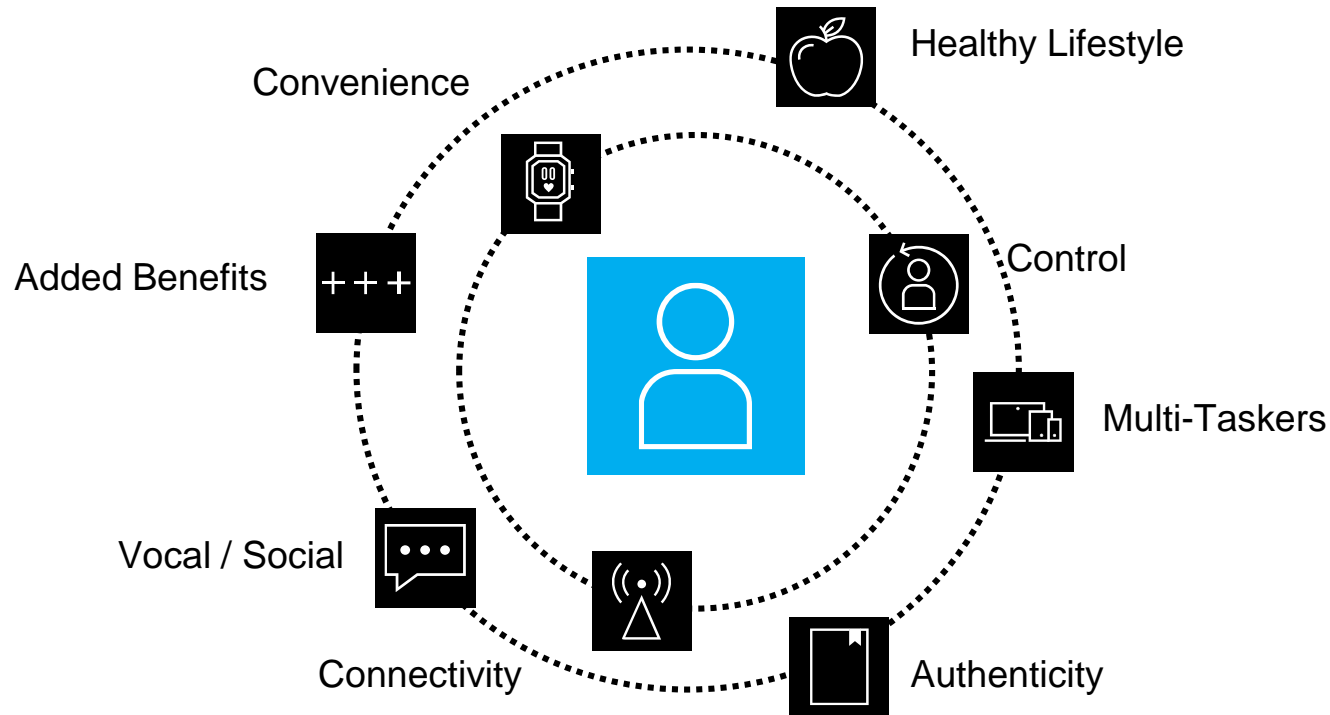 Healthy Lifestyle
Convenience
Control
Added Benefits
Multi-Taskers
Vocal / Social
Connectivity
Authenticity